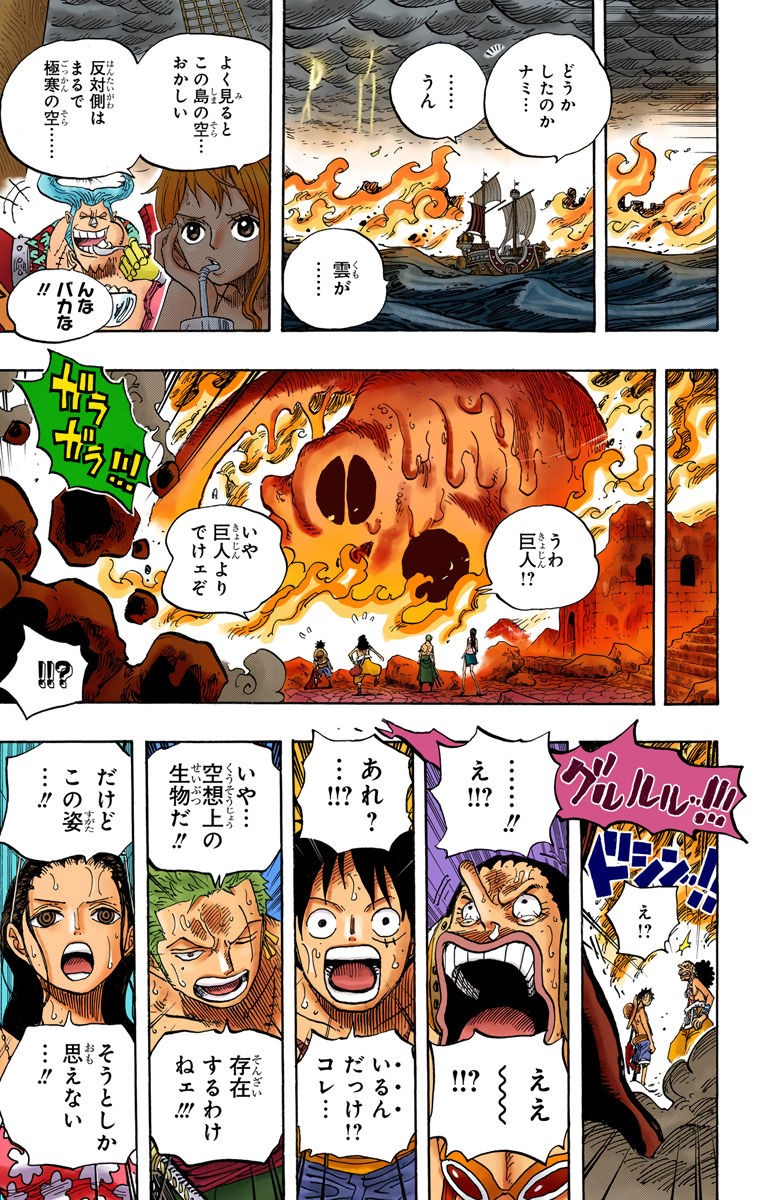 どうか
したのか
ナミ…
……
うん
雲が
……
よく見ると
この島の空…
おかしい
反対側は
まるで
極寒の空…
……
んな
バカな
!!
うわ
巨人!?
いや
巨人より
でけェぞ
ガラ
ガラ!!!
!!?
グルルルル…!!!
ドシン…!!
え!?
……!!
え!!?
ええ
〜〜
!!?
あれ?
…!!?
いるん
だっけ!?
コレ…
いや…
空想上の
生物だ!!
存在
するわけ
ねェ!!!
だけど
この姿
…!!
そうとしか
思えない
…!!